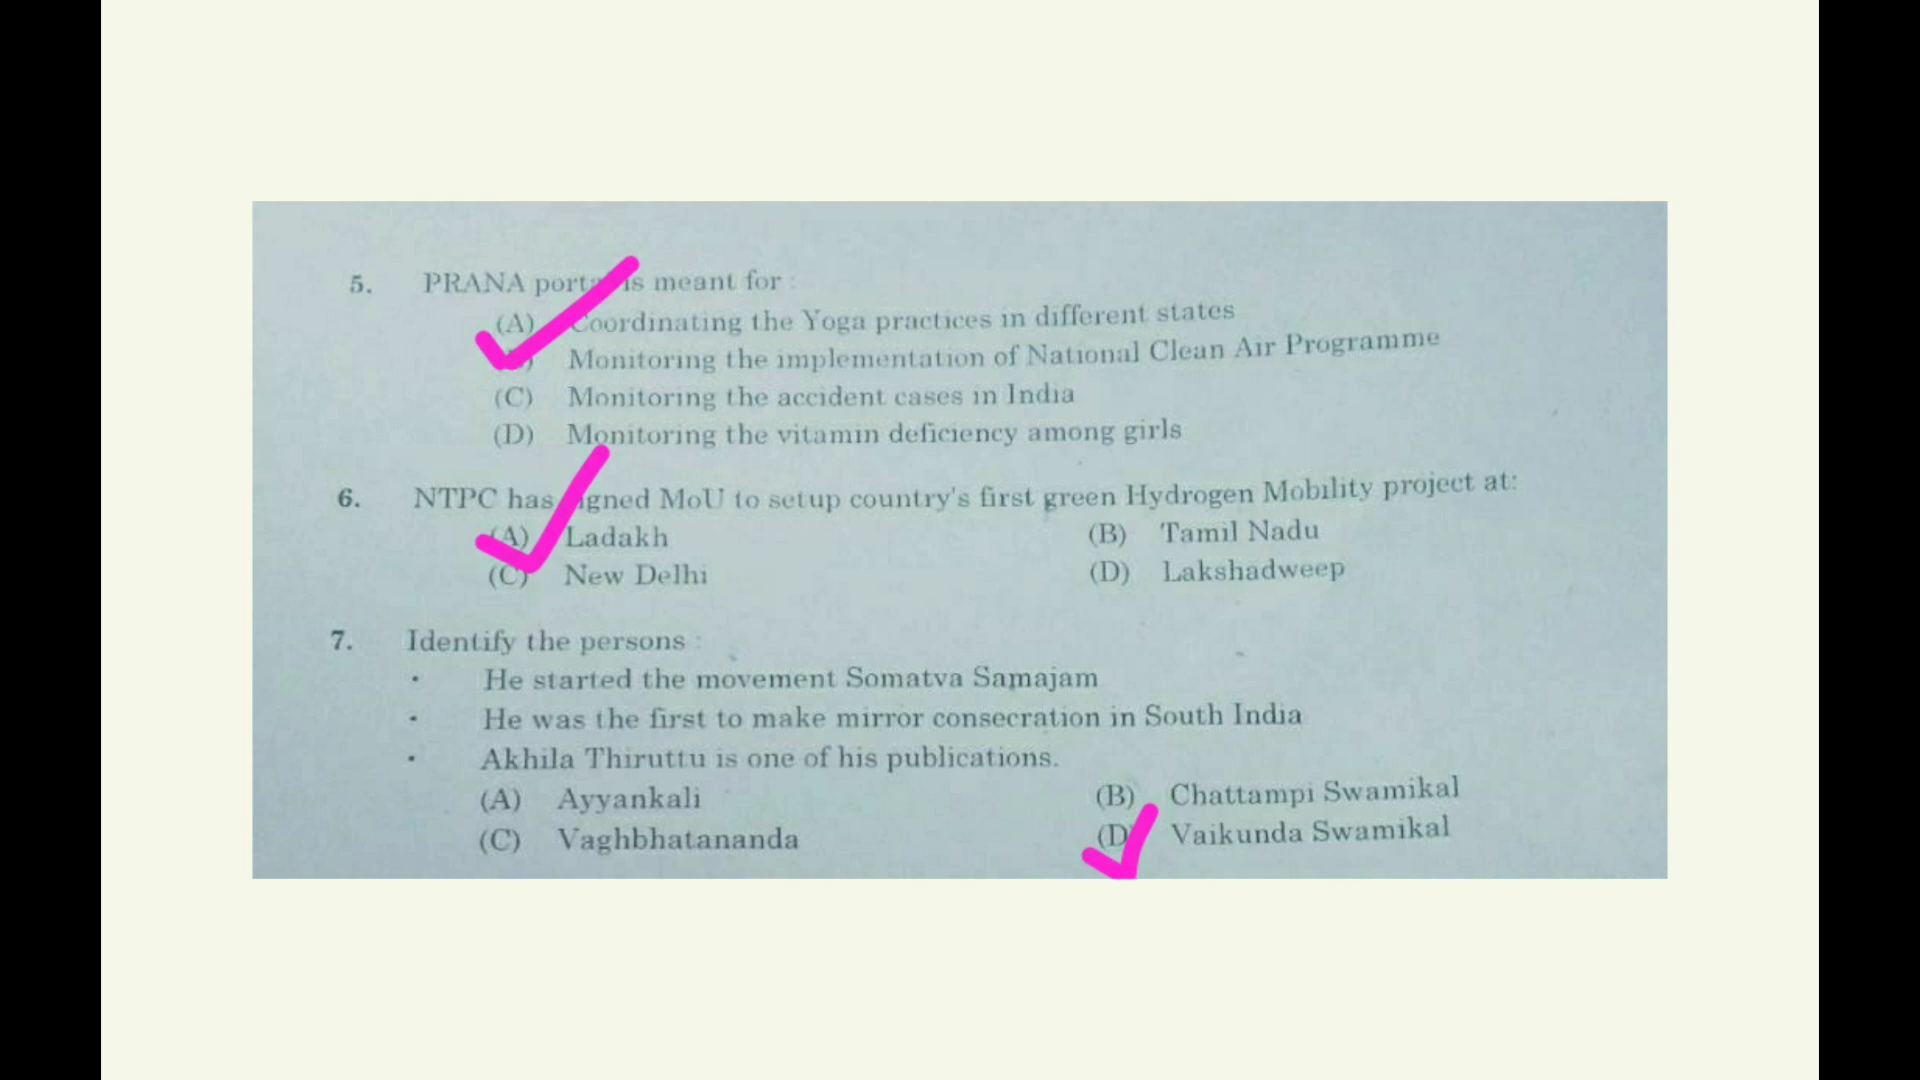 5. PRANA portal is meant for :
(A) Coordinating the Yoga practices in different states
(B) Monitoring the implementation of National Clean Air Programme
(C) Monitoring the accident cases in India
(D) Monitoring the vitamin deficiency among girls
6. NTPC has signed MoU to setup country's first green Hydrogen Mobility project at:
(A) Ladakh (B) Tamil Nadu
(C) New Delhi (D) Lakshadweep
7. Identify the persons :
• He started the movement Somatva Samajam
• He was the first to make mirror consecration in South India
• Akhila Thiruttu is one of his publications.
(A) Ayyankali (B) Chattampi Swamikal
(C) Vaghbhatananda (D) Vaikunda Swamikal